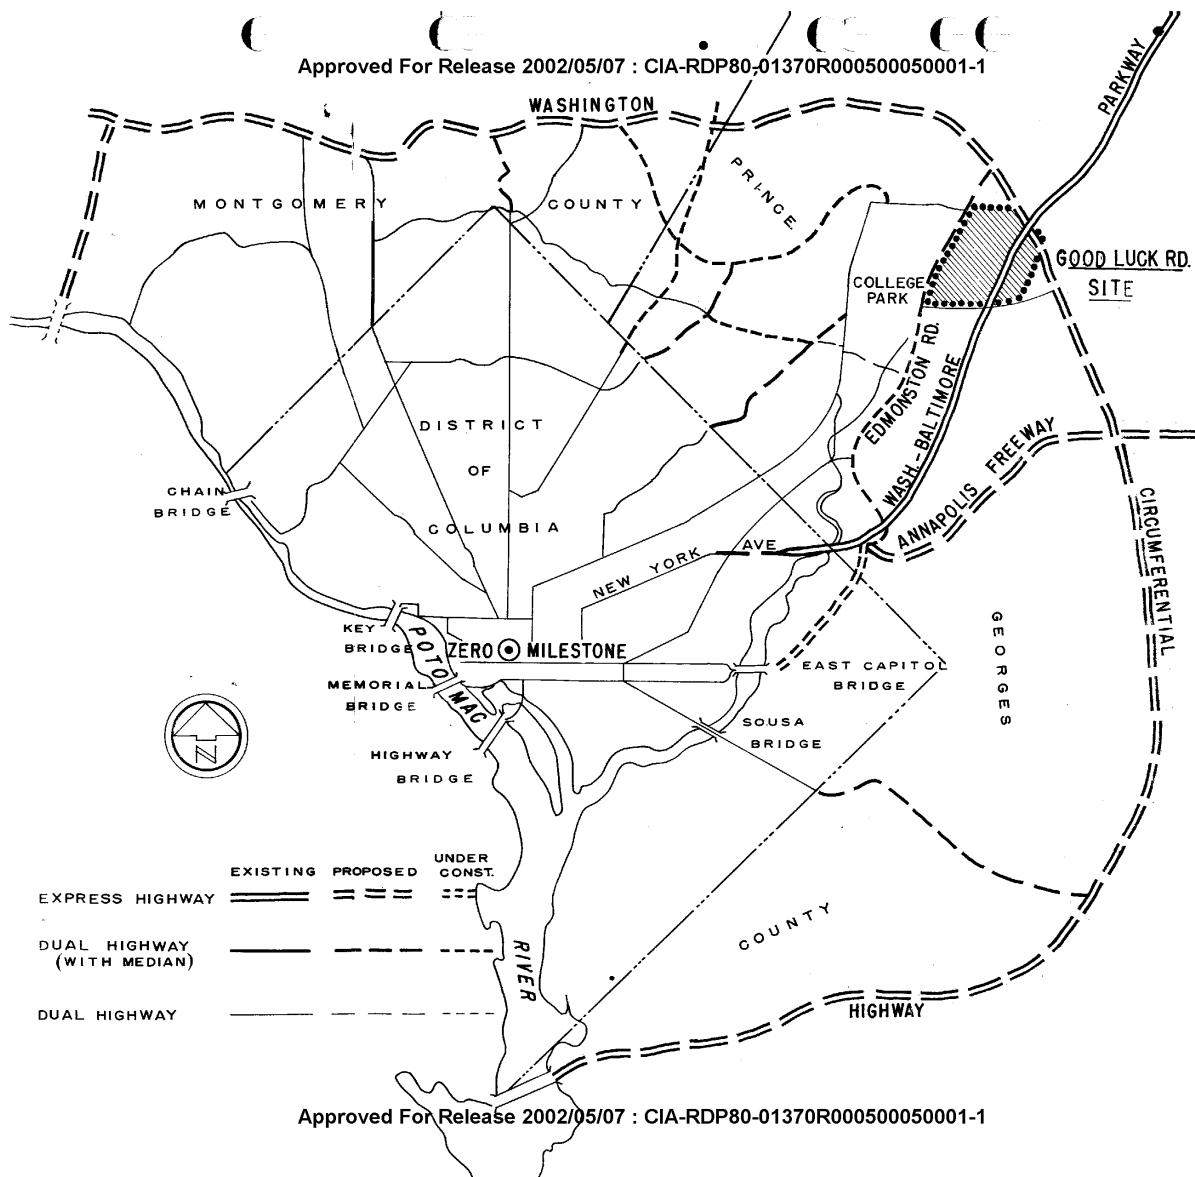 Approved For Release 2002/05/07 : CIA-RDP80-01370R000500050001-1
WASHINGTON
PARKWAY
MONTGOMERY
COUNTY
PRINCE
COLLEGE
PARK
GOOD LUCK RD.
SITE
EDMONSTON RD.
WASH.-BALTIMORE
ANNAPOLIS FREEWAY
CIRCUMFERENTIAL
DISTRICT
OF
COLUMBIA
CHAIN
BRIDGE
NEW YORK AVE
KEY
BRIDGE
POTOMAC
ZERO MILESTONE
MEMORIAL
BRIDGE
EAST CAPITOL
BRIDGE
GEORGES
SOUSA
BRIDGE
HIGHWAY
BRIDGE
N
EXISTING PROPOSED UNDER
CONST.
EXPRESS HIGHWAY
DUAL HIGHWAY
(WITH MEDIAN)
DUAL HIGHWAY
RIVER
COUNTY
HIGHWAY
Approved For Release 2002/05/07 : CIA-RDP80-01370R000500050001-1